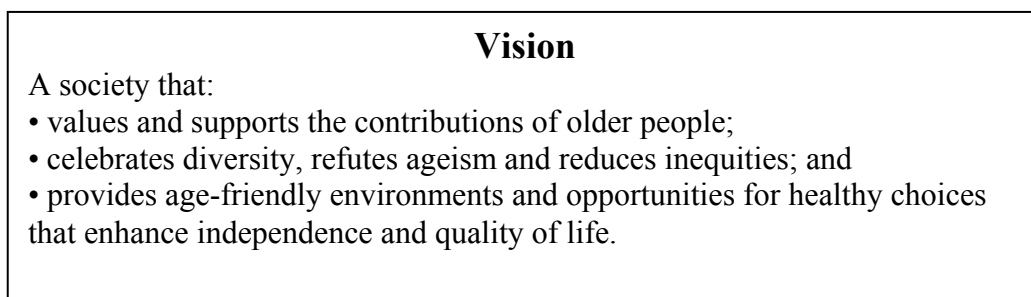 Vision
A society that:
• values and supports the contributions of older people;
• celebrates diversity, refutes ageism and reduces inequities; and
• provides age-friendly environments and opportunities for healthy choices
that enhance independence and quality of life.